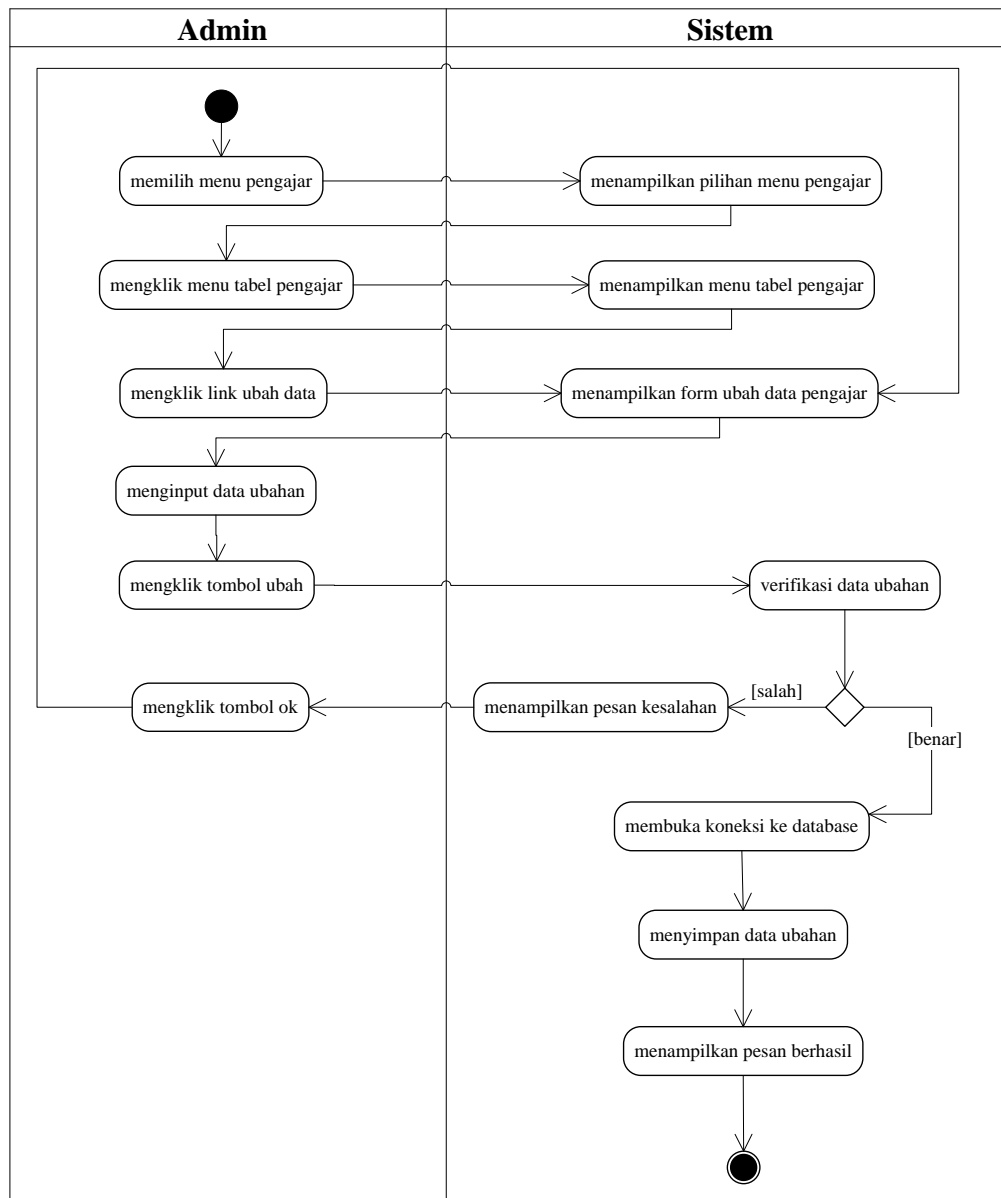 Admin
Sistem
memilih menu pengajar
menampilkan pilihan menu pengajar
mengklik menu tabel pengajar
menampilkan menu tabel pengajar
mengklik link ubah data
menampilkan form ubah data pengajar
menginput data ubahan
mengklik tombol ubah
verifikasi data ubahan
mengklik tombol ok
menampilkan pesan kesalahan
[salah]
[benar]
membuka koneksi ke database
menyimpan data ubahan
menampilkan pesan berhasil